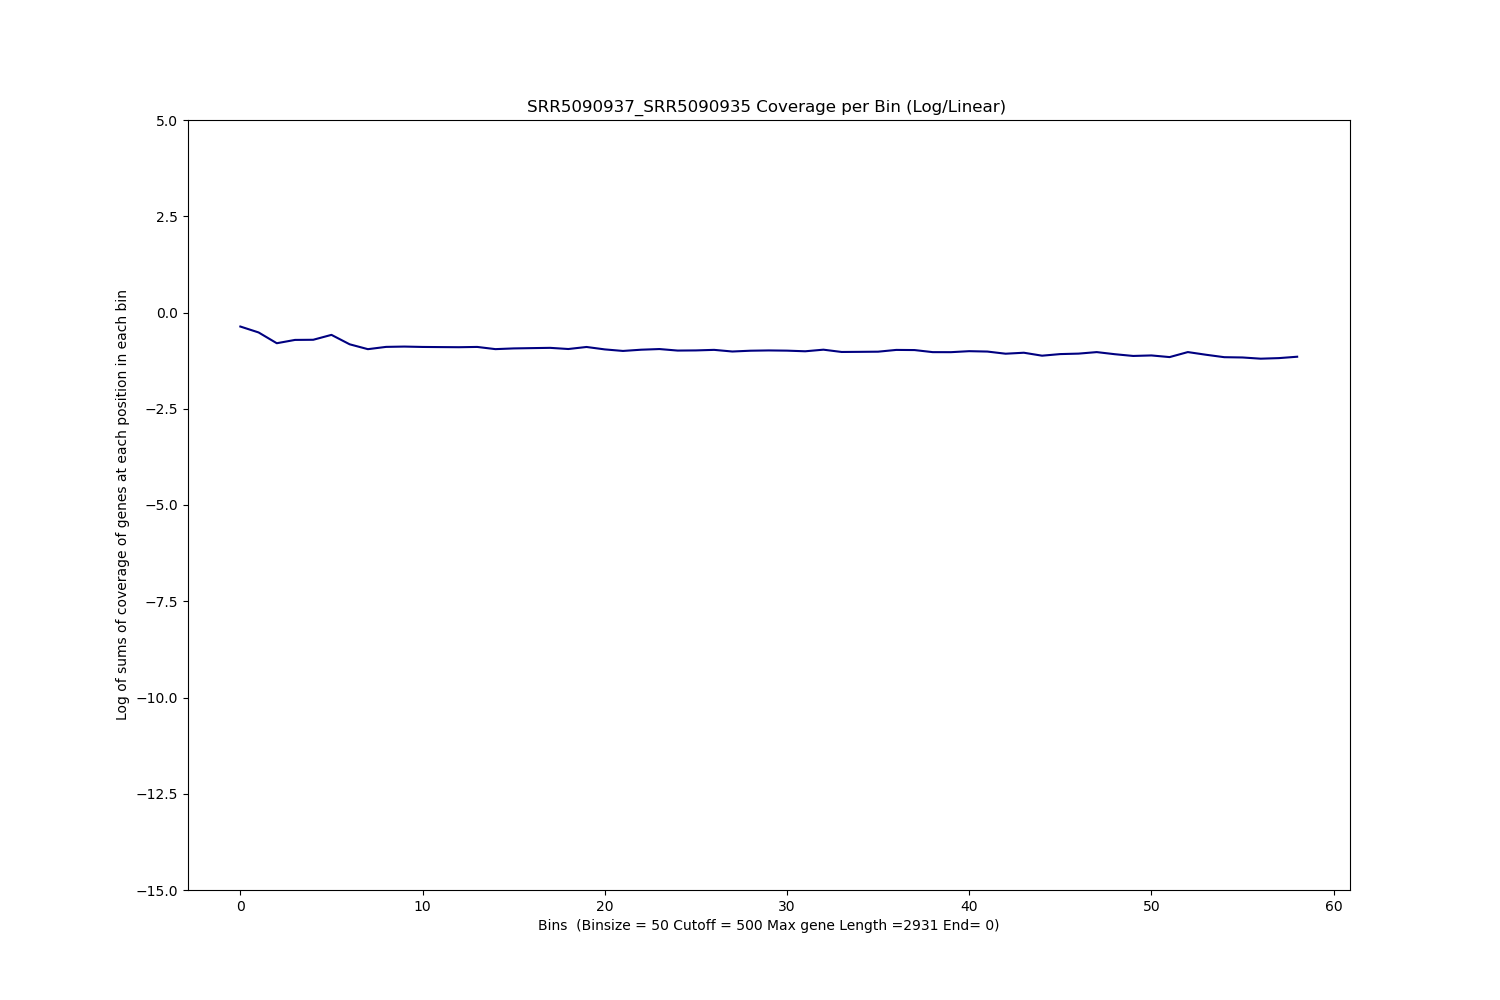 SRR5090937_SRR5090935 Coverage per Bin (Log/Linear)
5.0
2.5
0.0
−2.5
−5.0
−7.5
−10.0
−12.5
−15.0
Log of sums of coverage of genes at each position in each bin
0 10 20 30 40 50 60
Bins  (Binsize = 50 Cutoff = 500 Max gene Length =2931 End= 0)